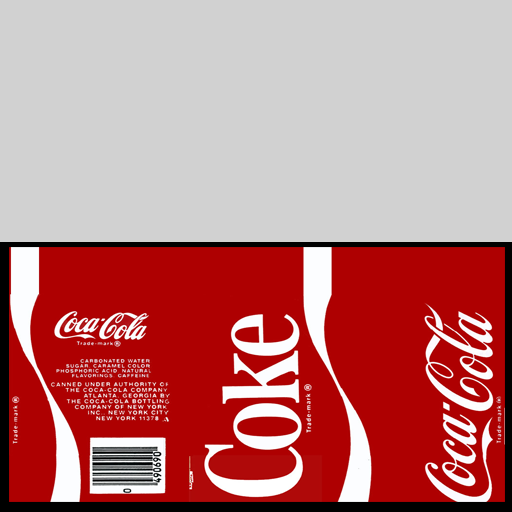 Coca-Cola
Trade-mark ®
CARBONATED WATER
SUGAR, CARAMEL COLOR
PHOSPHORIC ACID, NATURAL
FLAVORINGS, CAFFEINE
CANNED UNDER AUTHORITY OF
THE COCA-COLA COMPANY
ATLANTA, GEORGIA BY
THE COCA-COLA BOTTLING
COMPANY OF NEW YORK
INC. NEW YORK CITY
NEW YORK 11378
0 490690
Trade-mark ®
Coke
Trade-mark ®
Coca-Cola
Trade-mark ®